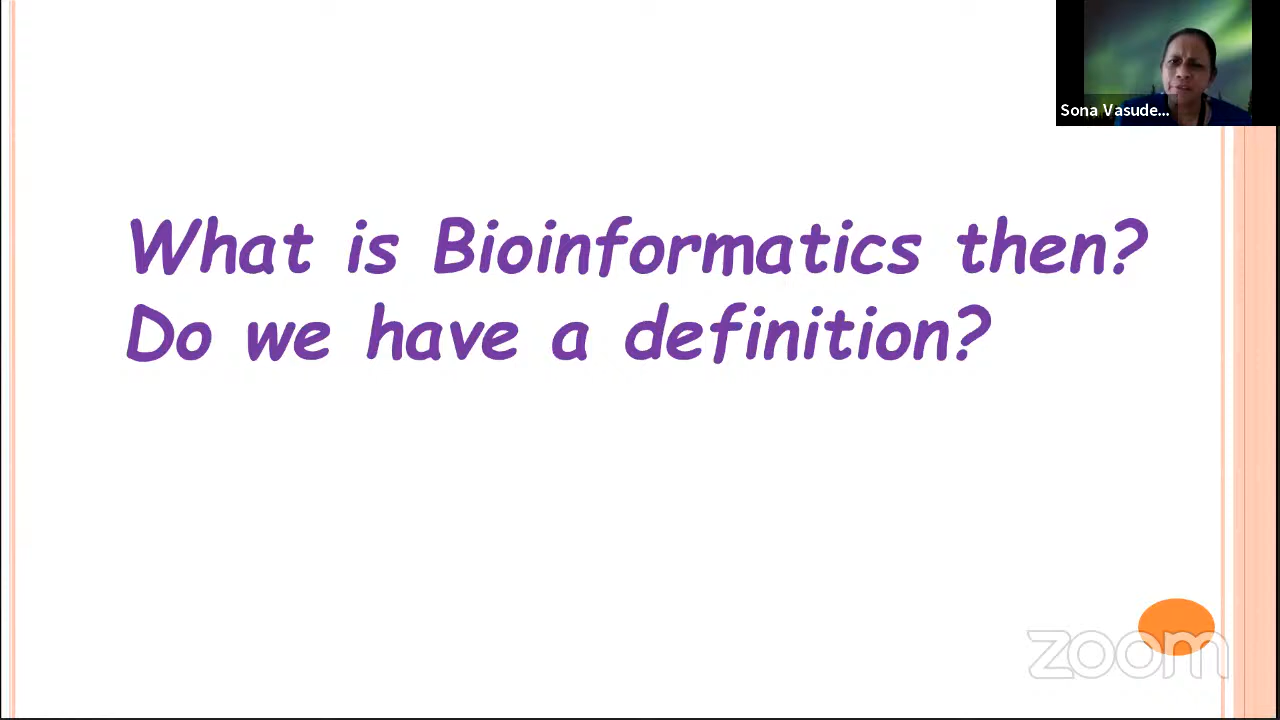 Sona Vasude...
What is Bioinformatics then?
Do we have a definition?
zoom